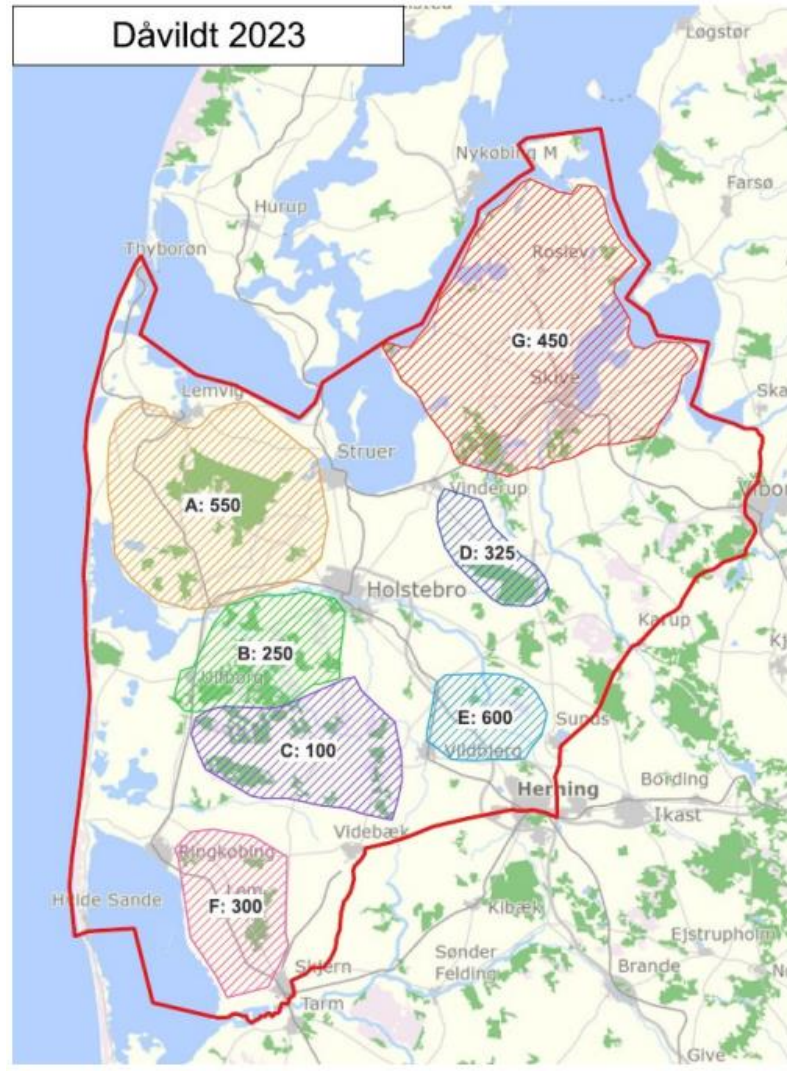 Dåvildt 2023
Løgstør
Nykøbing M
Farsø
Hurup
Roslev
Thyborøn
G: 450
Skive
Lemvig
Struer
Vinderup
A: 550
D: 325
Holstebro
Karup
B: 250
Ulfborg
E: 600
Sunds
C: 100
Vildbjerg
Herning
Bording
Ikast
Videbæk
Ringkøbing
Lem
Hvide Sande
F: 300
Kibæk
Ejstrupholm
Skjern
Sønder
Felding
Brande
Tarm
Give